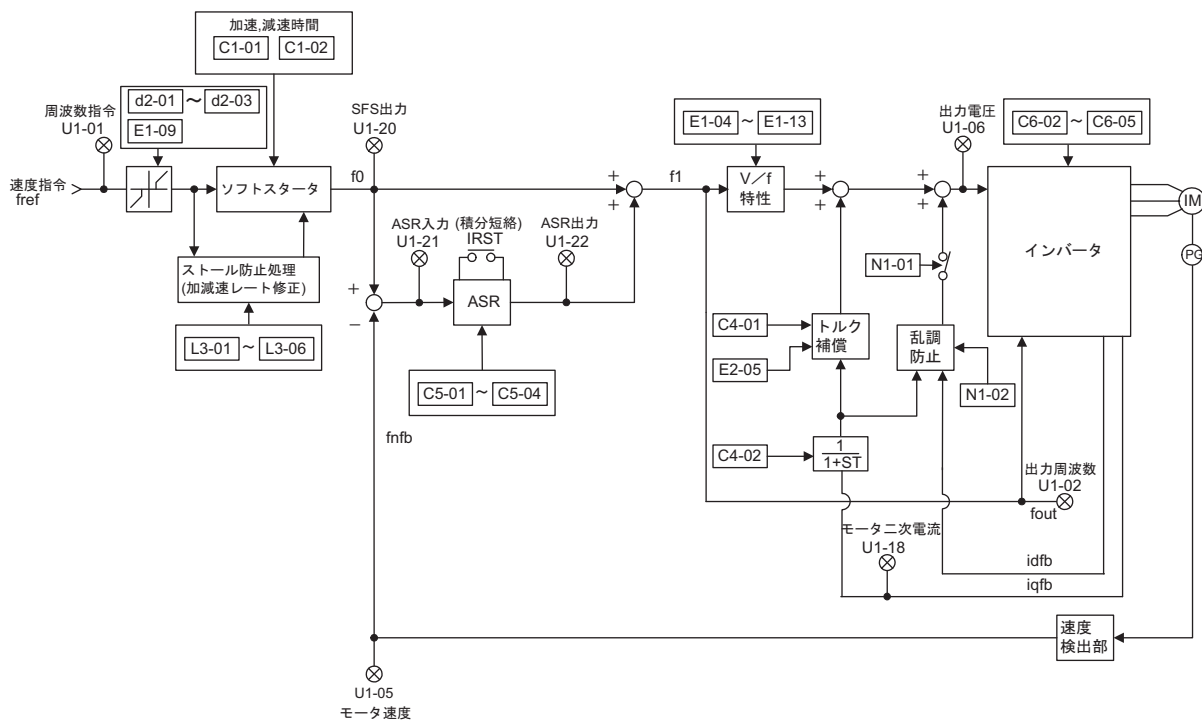 加速,減速時間
C1-01 C1-02
d2-01 ～ d2-03
E1-09
周波数指令
U1-01
SFS出力
U1-20
E1-04 ～ E1-13
出力電圧
U1-06
C6-02 ～ C6-05
速度指令
fref
ソフトスタータ
f0
+
+
f1
V/f
特性
+
+
+
+
インバータ
IM
PG
ASR入力
U1-21
(積分短絡)
IRST
ASR出力
U1-22
ストール防止処理
(加減速レート修正)
+
−
ASR
N1-01
L3-01 ～ L3-06
C4-01
トルク
補償
E2-05
乱調
防止
N1-02
C5-01 ～ C5-04
fnfb
C4-02
1
1+ST
出力周波数
U1-02
fout
モータ二次電流
U1-18
idfb
iqfb
速度
検出部
U1-05
モータ速度